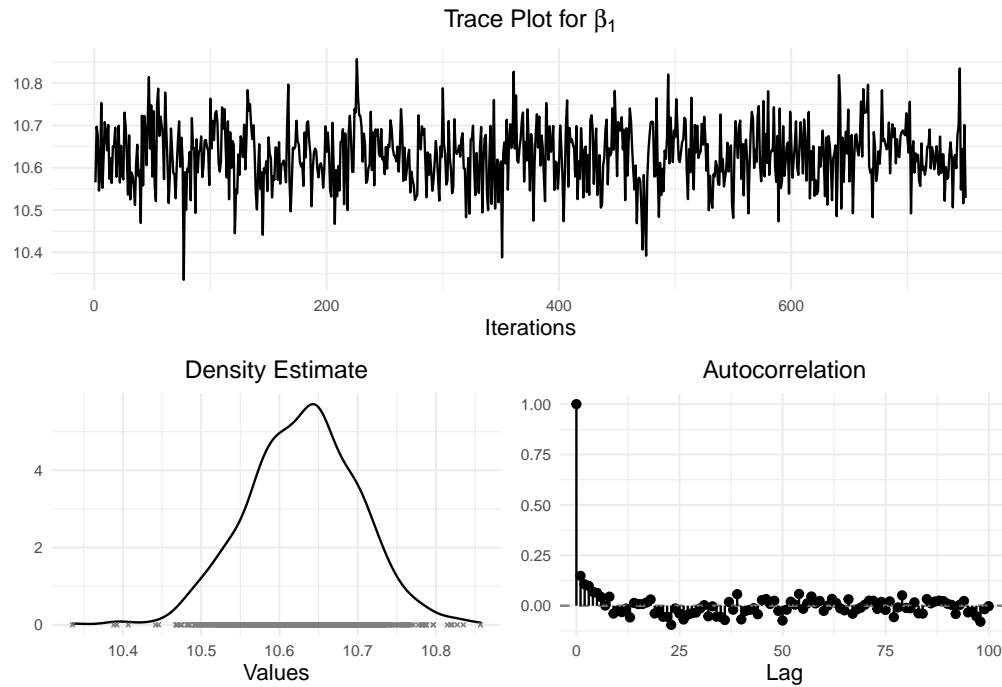 Trace Plot for β1
10.8
10.7
10.6
10.5
10.4
0 200 400 600
Iterations
Density Estimate
4
2
0
10.4 10.5 10.6 10.7 10.8
Values
Autocorrelation
1.00
0.75
0.50
0.25
0.00
0 25 50 75 100
Lag